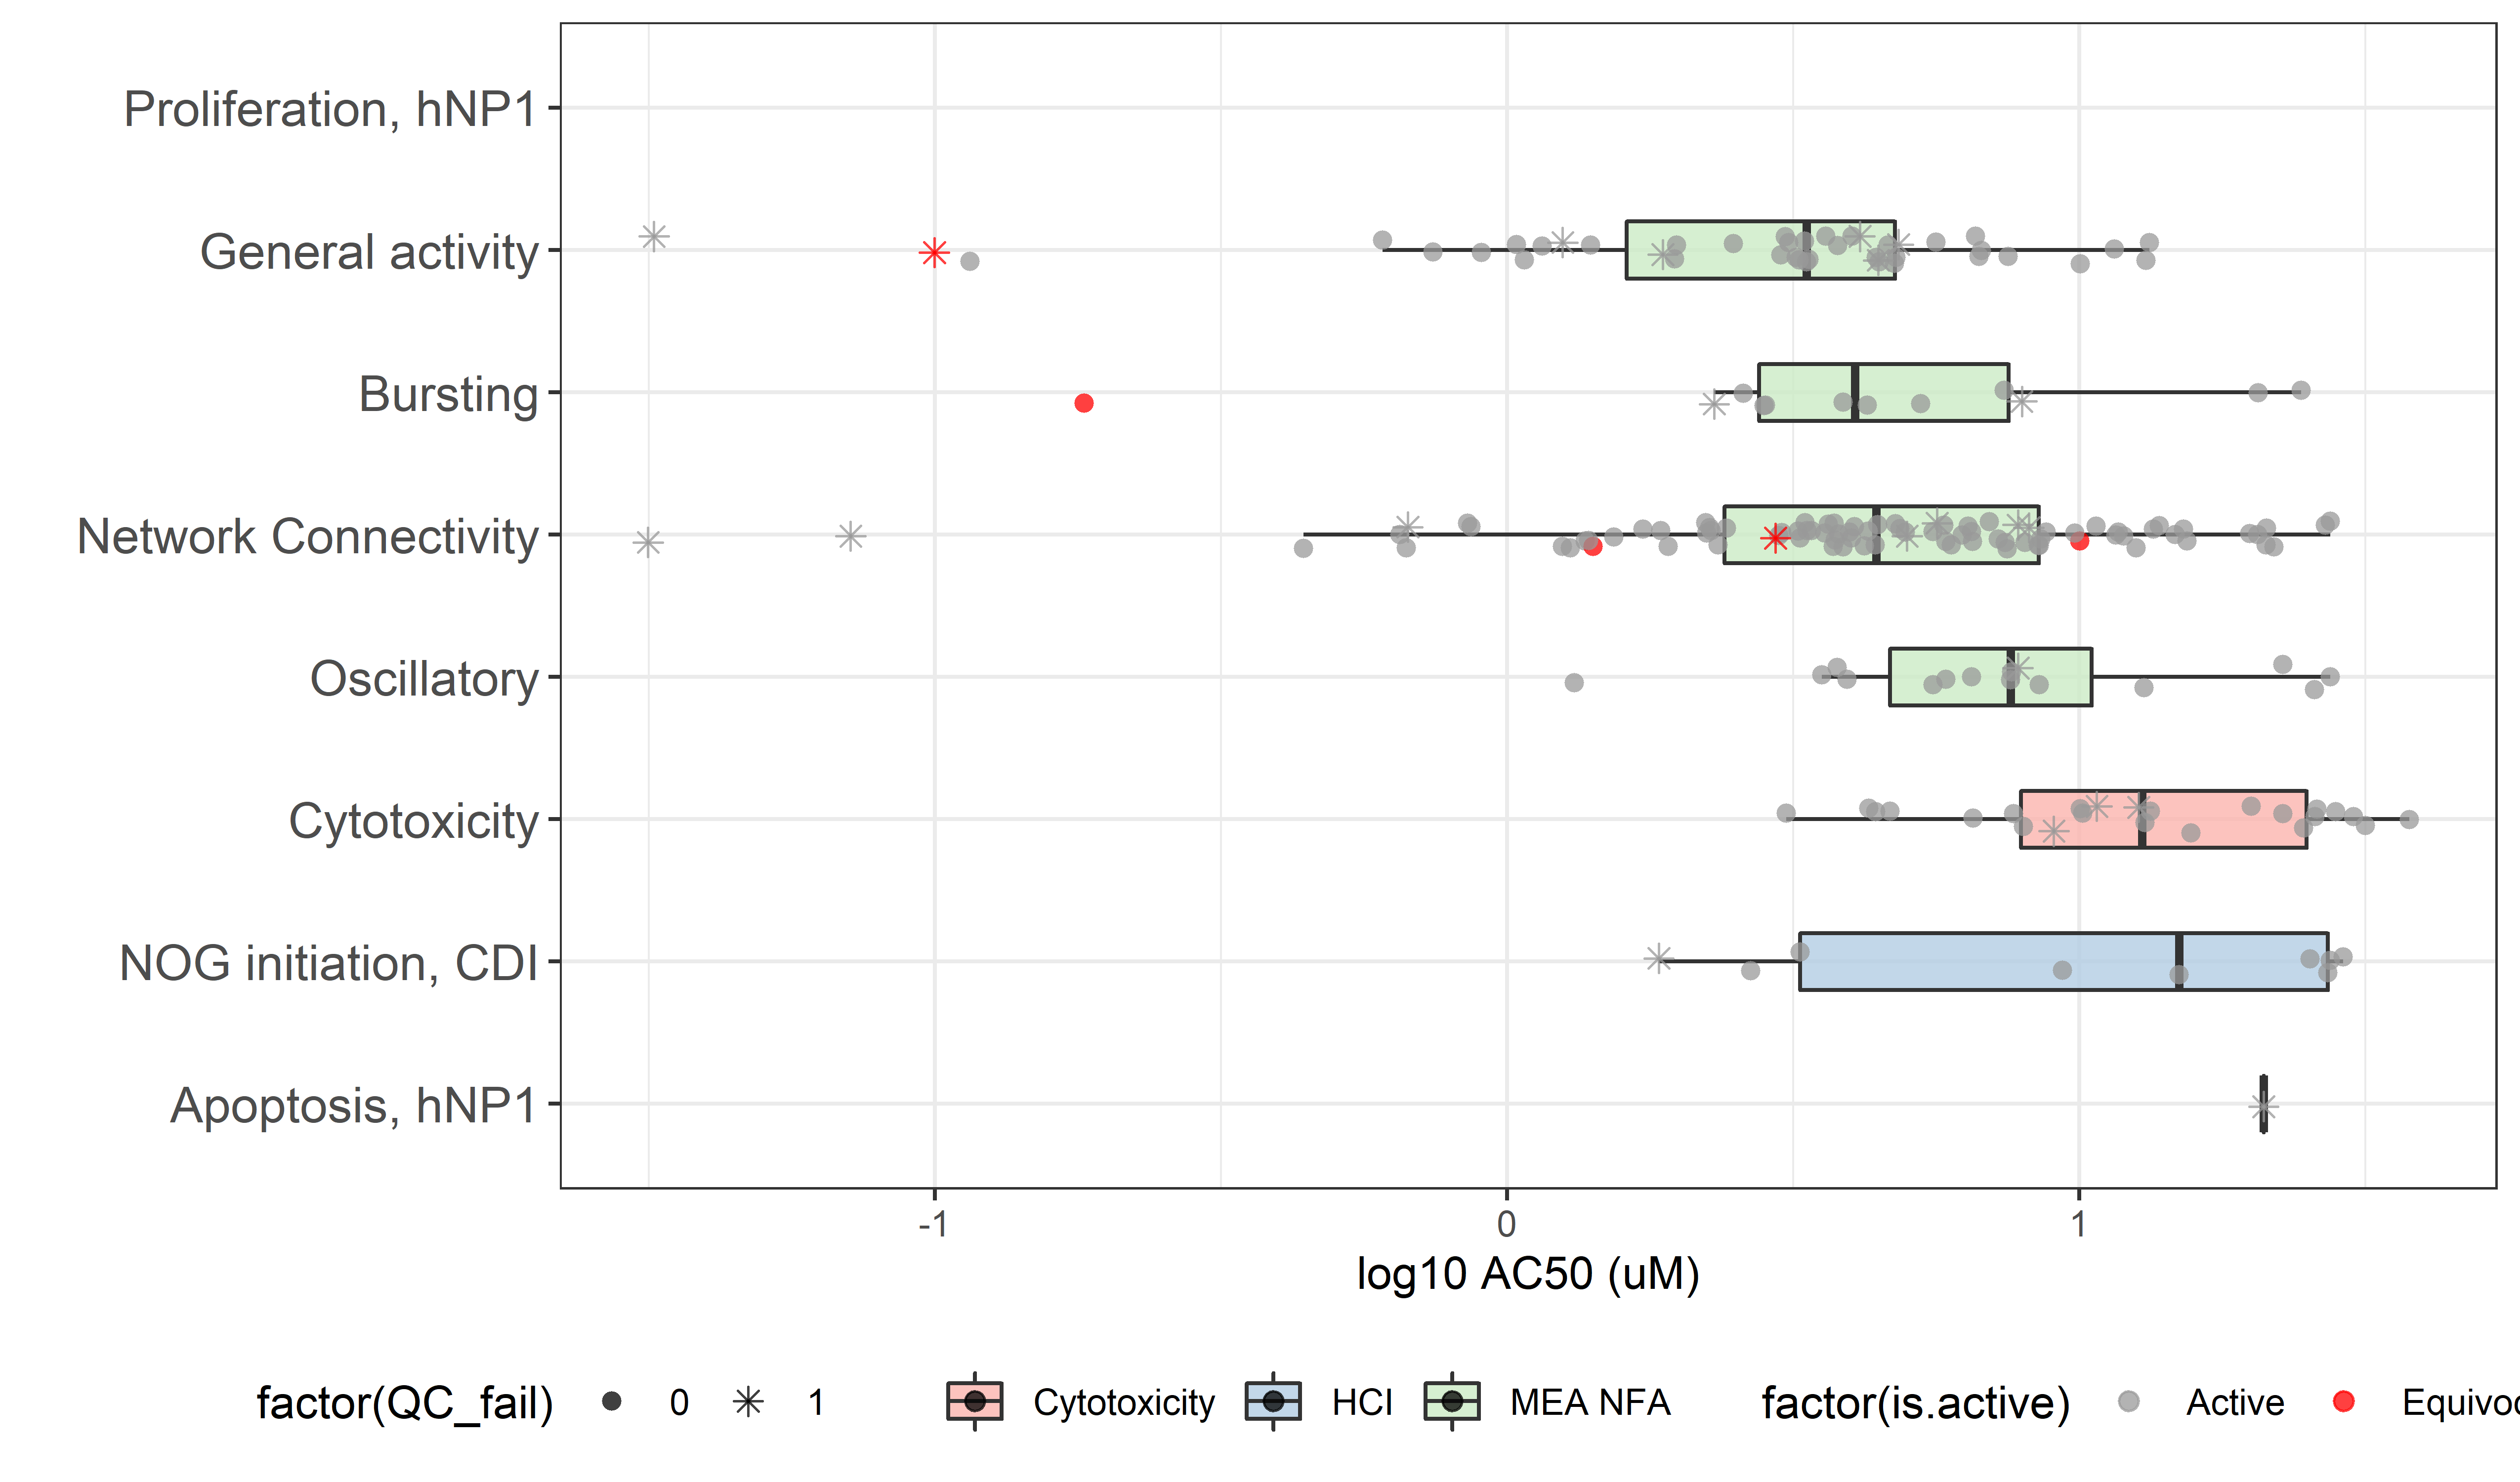 Proliferation, hNP1
General activity
Bursting
Network Connectivity
Oscillatory
Cytotoxicity
NOG initiation, CDI
Apoptosis, hNP1
-1 0 1
log10 AC50 (uM)
factor(QC_fail) 0 1 Cytotoxicity HCI MEA NFA factor(is.active) Active Equivoc